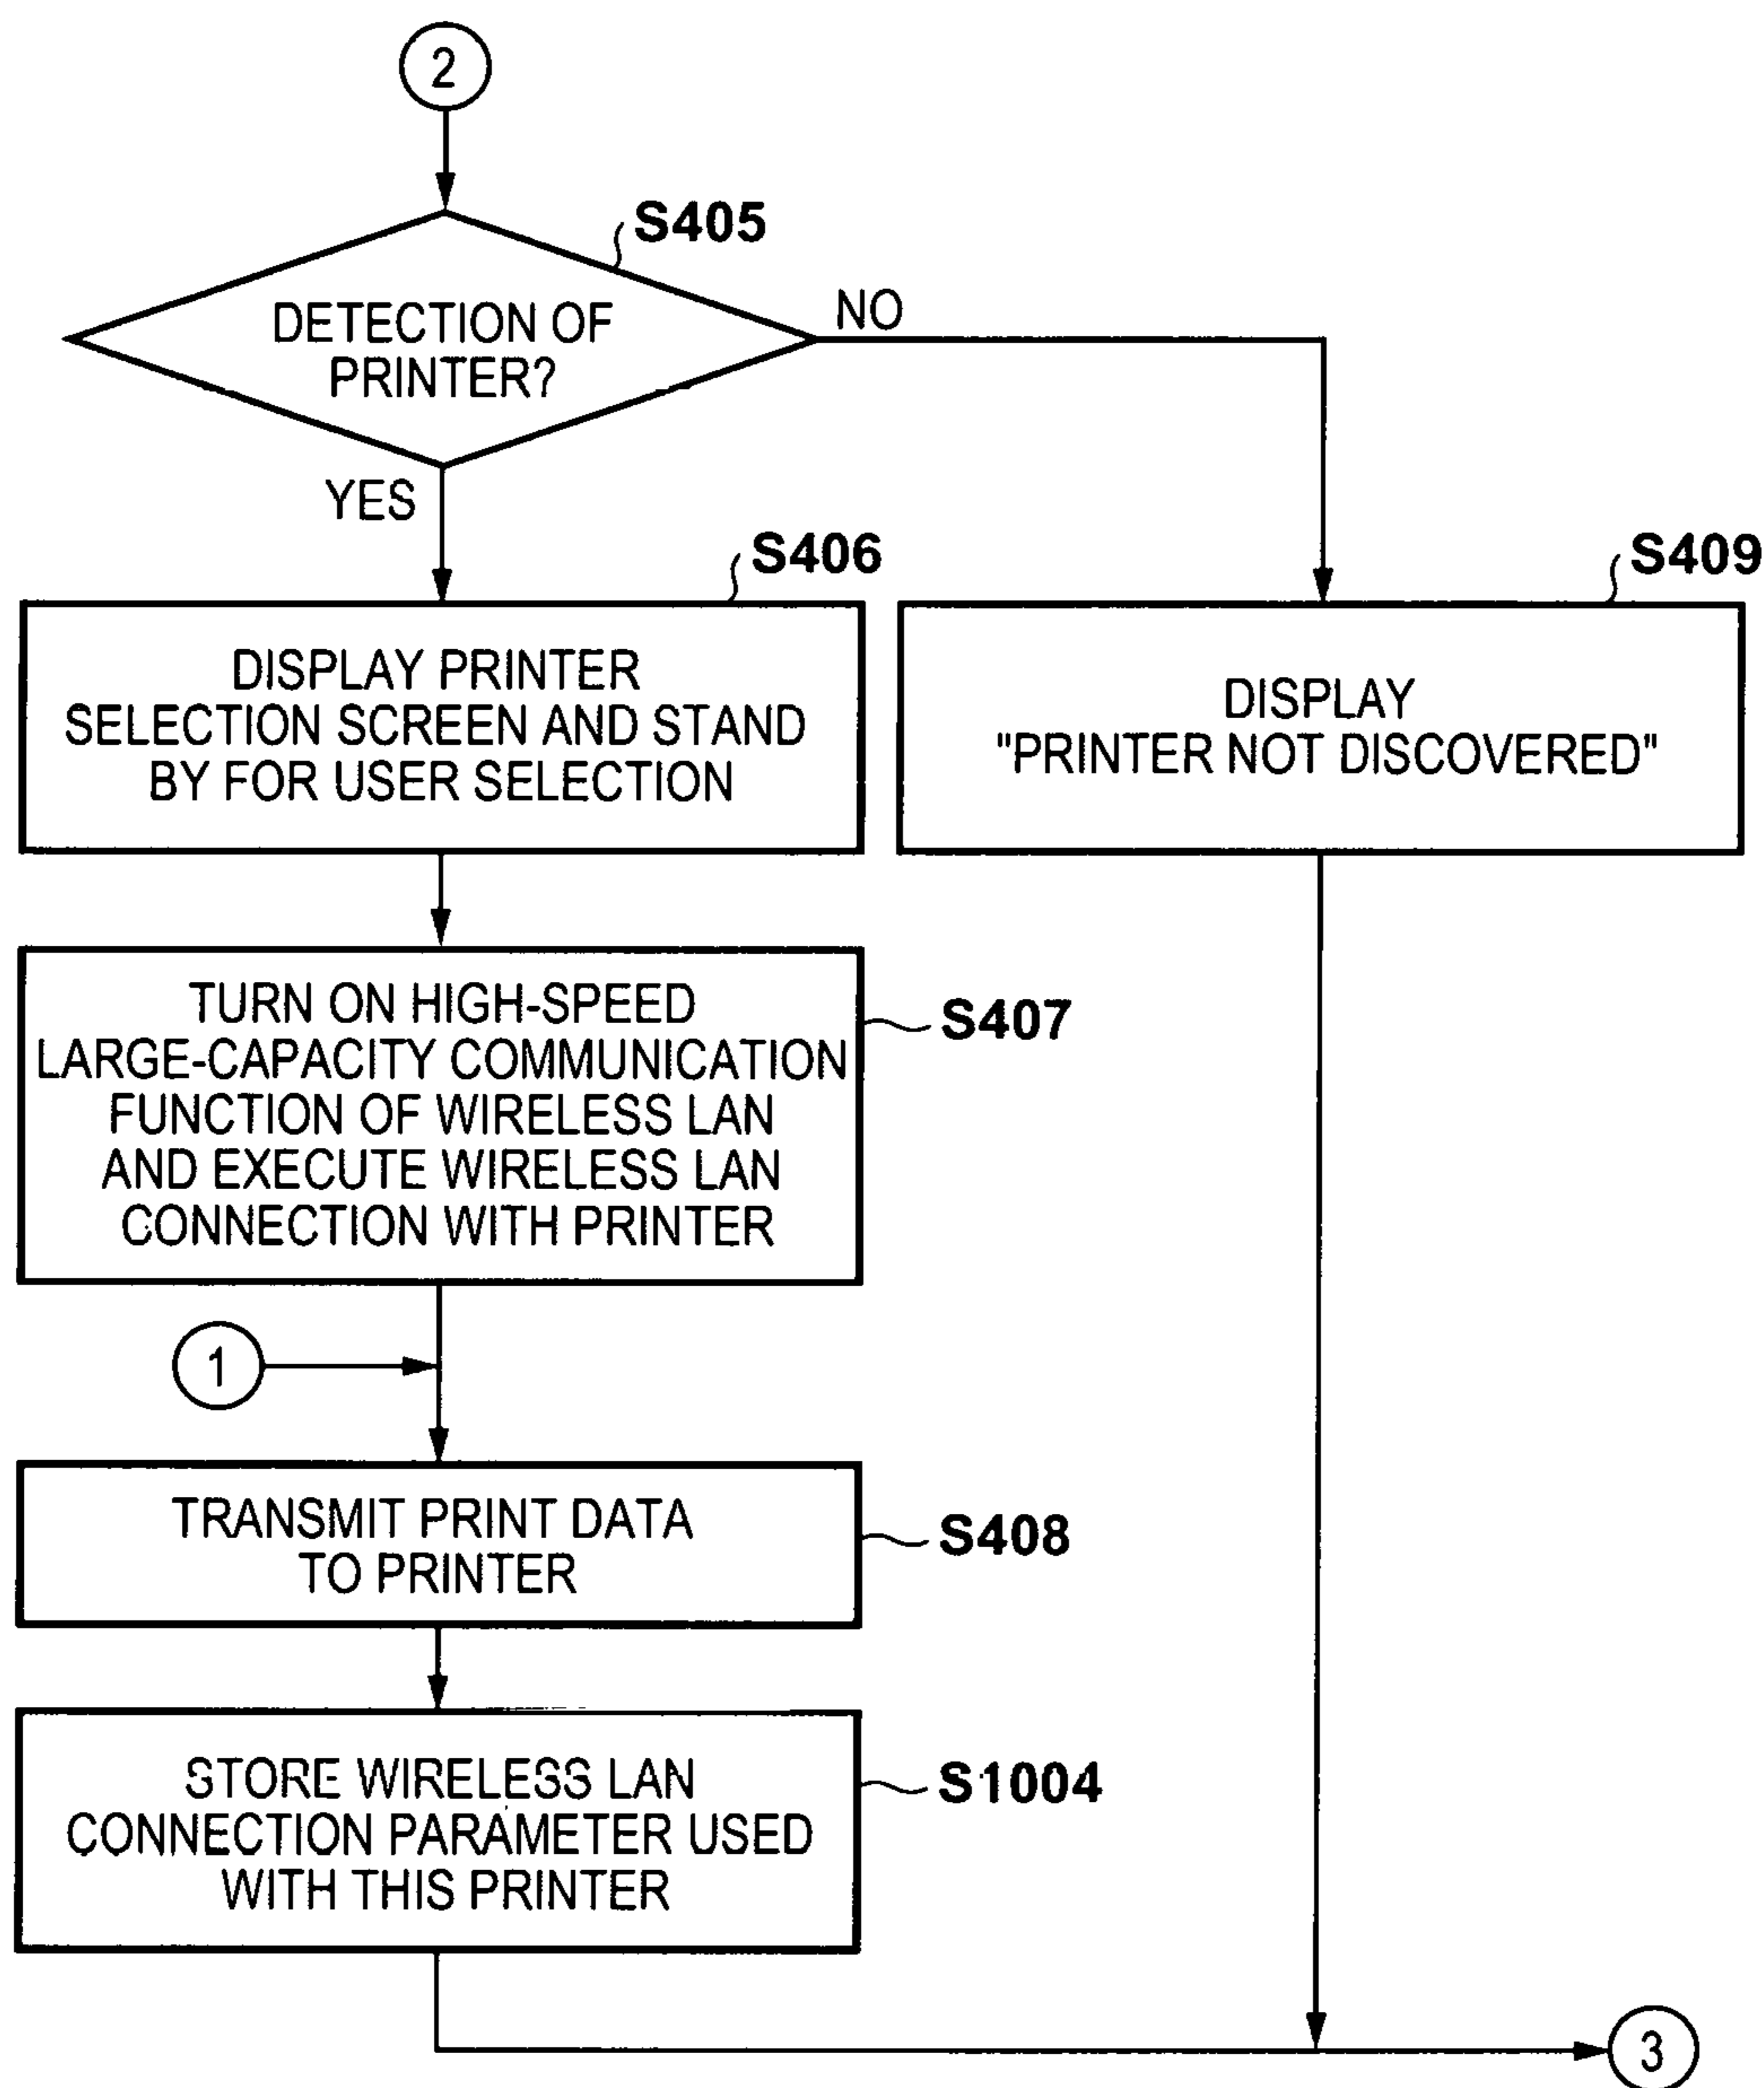 2
S405
DETECTION OF
PRINTER?
NO
YES
S406
DISPLAY PRINTER
SELECTION SCREEN AND STAND
BY FOR USER SELECTION
S409
DISPLAY
"PRINTER NOT DISCOVERED"
TURN ON HIGH-SPEED
LARGE-CAPACITY COMMUNICATION
FUNCTION OF WIRELESS LAN
AND EXECUTE WIRELESS LAN
CONNECTION WITH PRINTER
S407
1
TRANSMIT PRINT DATA
TO PRINTER
S408
STORE WIRELESS LAN
CONNECTION PARAMETER USED
WITH THIS PRINTER
S1004
3